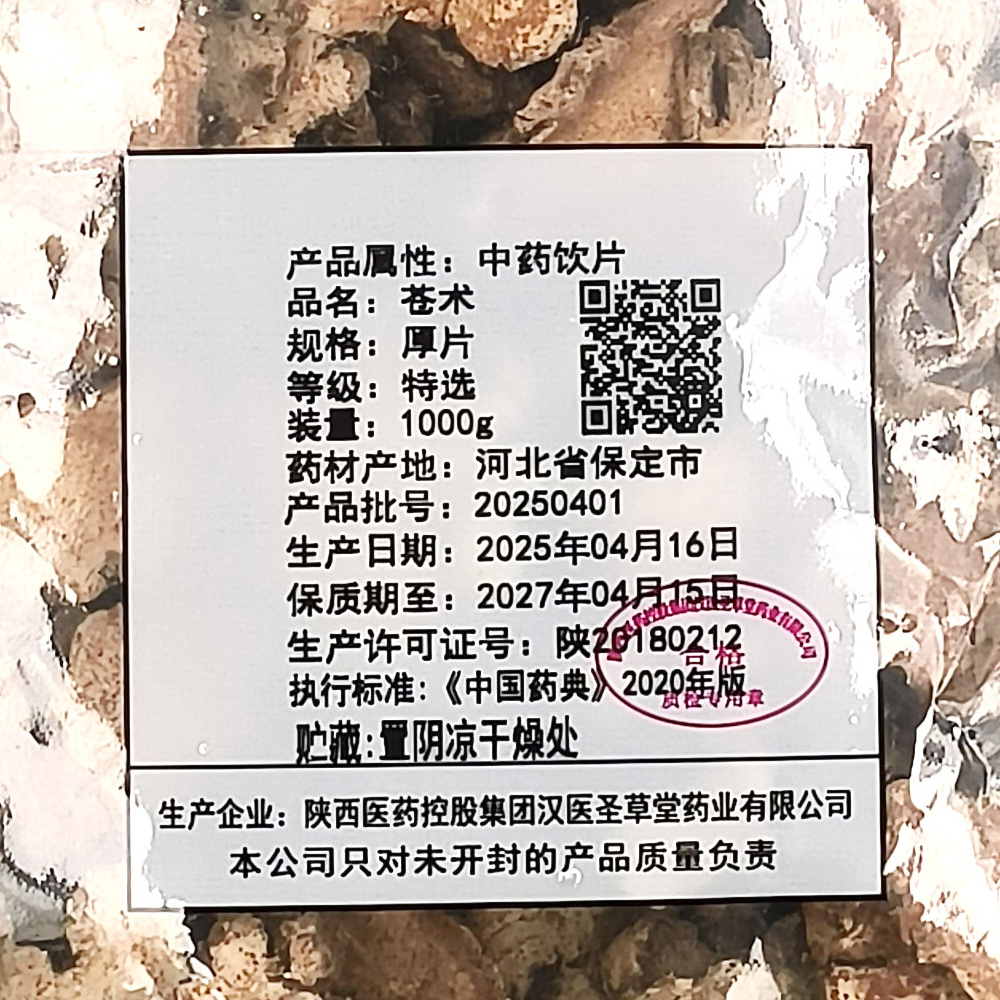 产品属性：中药饮片
品名：苍术
规格：厚片
等级：特选
装量：1000g
药材产地：河北省保定市
产品批号：20250401
生产日期：2025年04月16日
保质期至：2027年04月15日
生产许可证号：陕20180212
执行标准：《中国药典》2020年版
贮藏：置阴凉干燥处
合格
质检专用章
生产企业：陕西医药控股集团汉医圣草堂药业有限公司
本公司只对未开封的产品质量负责